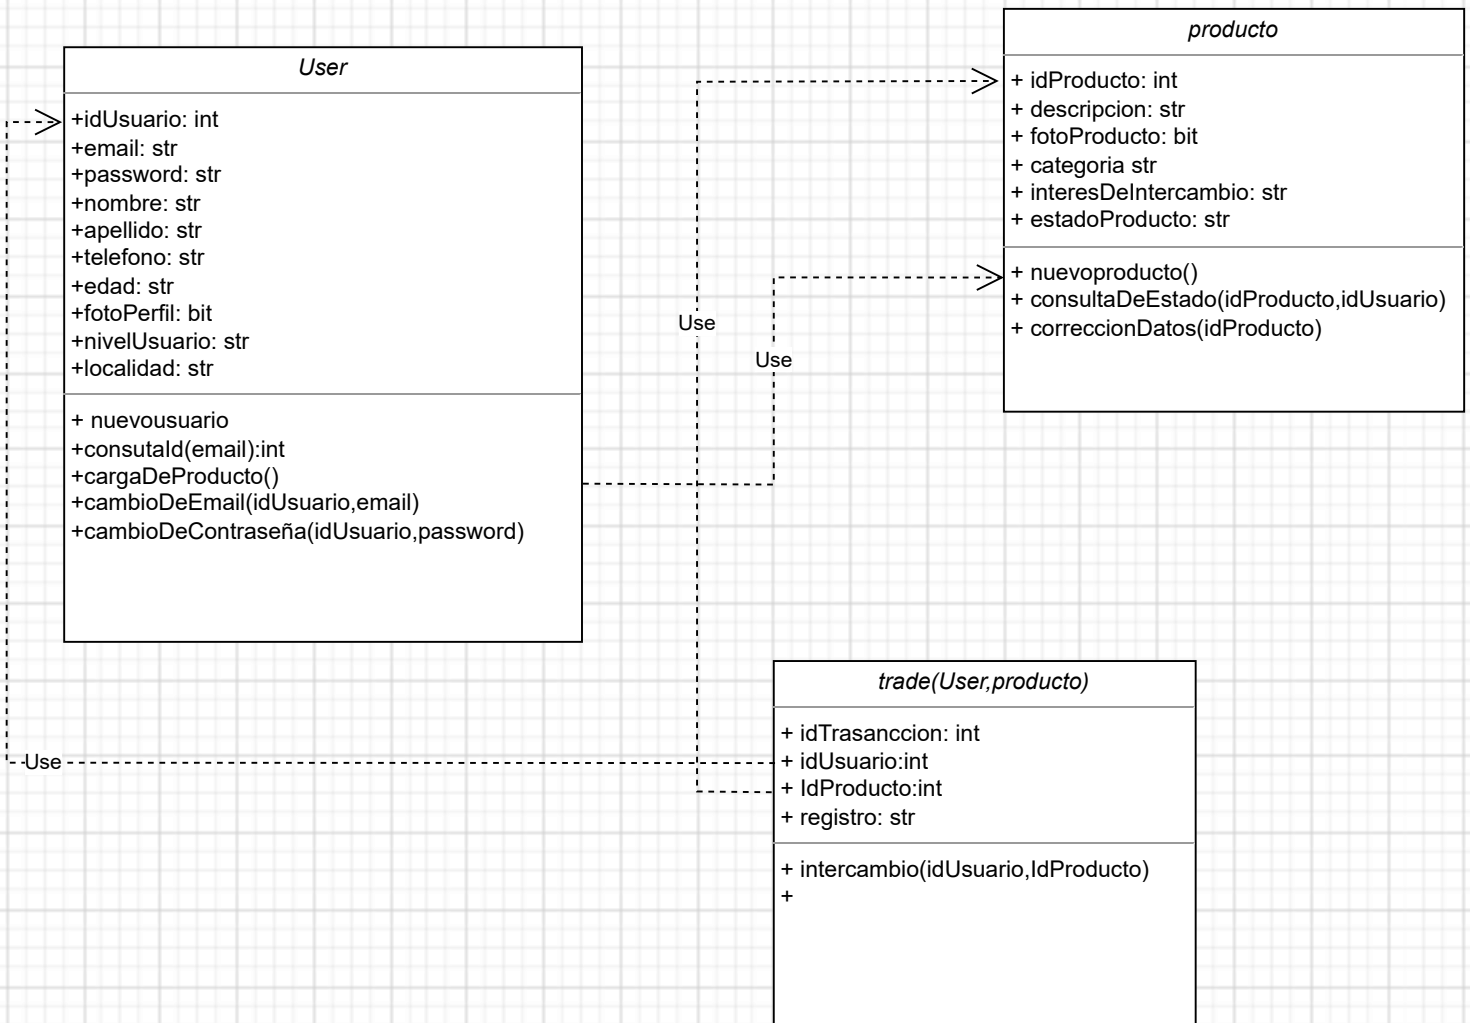 User
+idUsuario: int
+email: str
+password: str
+nombre: str
+apellido: str
+telefono: str
+edad: str
+fotoPerfil: bit
+nivelUsuario: str
+localidad: str
+ nuevousuario
+consutaId(email):int
+cargaDeProducto()
+cambioDeEmail(idUsuario,email)
+cambioDeContraseña(idUsuario,password)
producto
+ idProducto: int
+ descripcion: str
+ fotoProducto: bit
+ categoria str
+ interesDeIntercambio: str
+ estadoProducto: str
+ nuevoproducto()
+ consultaDeEstado(idProducto,idUsuario)
+ correccionDatos(idProducto)
Use
Use
Use
trade(User,producto)
+ idTrasanccion: int
+ idUsuario:int
+ IdProducto:int
+ registro: str
+ intercambio(idUsuario,IdProducto)
+